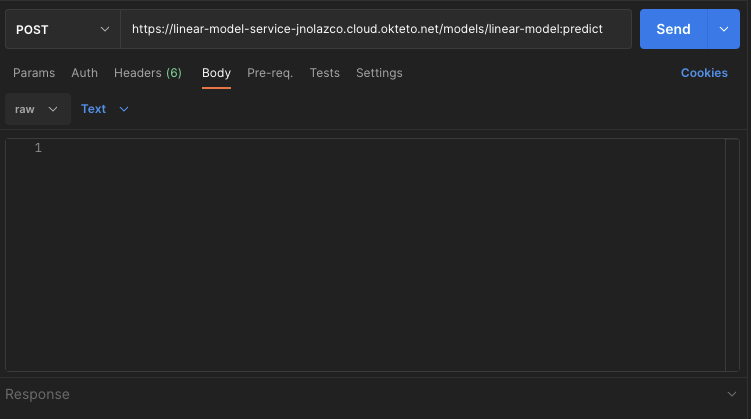 POST https://linear-model-service-jnolazco.cloud.okteto.net/models/linear-model:predict Send
Params Auth Headers (6) Body Pre-req. Tests Settings Cookies
raw Text
1
Response